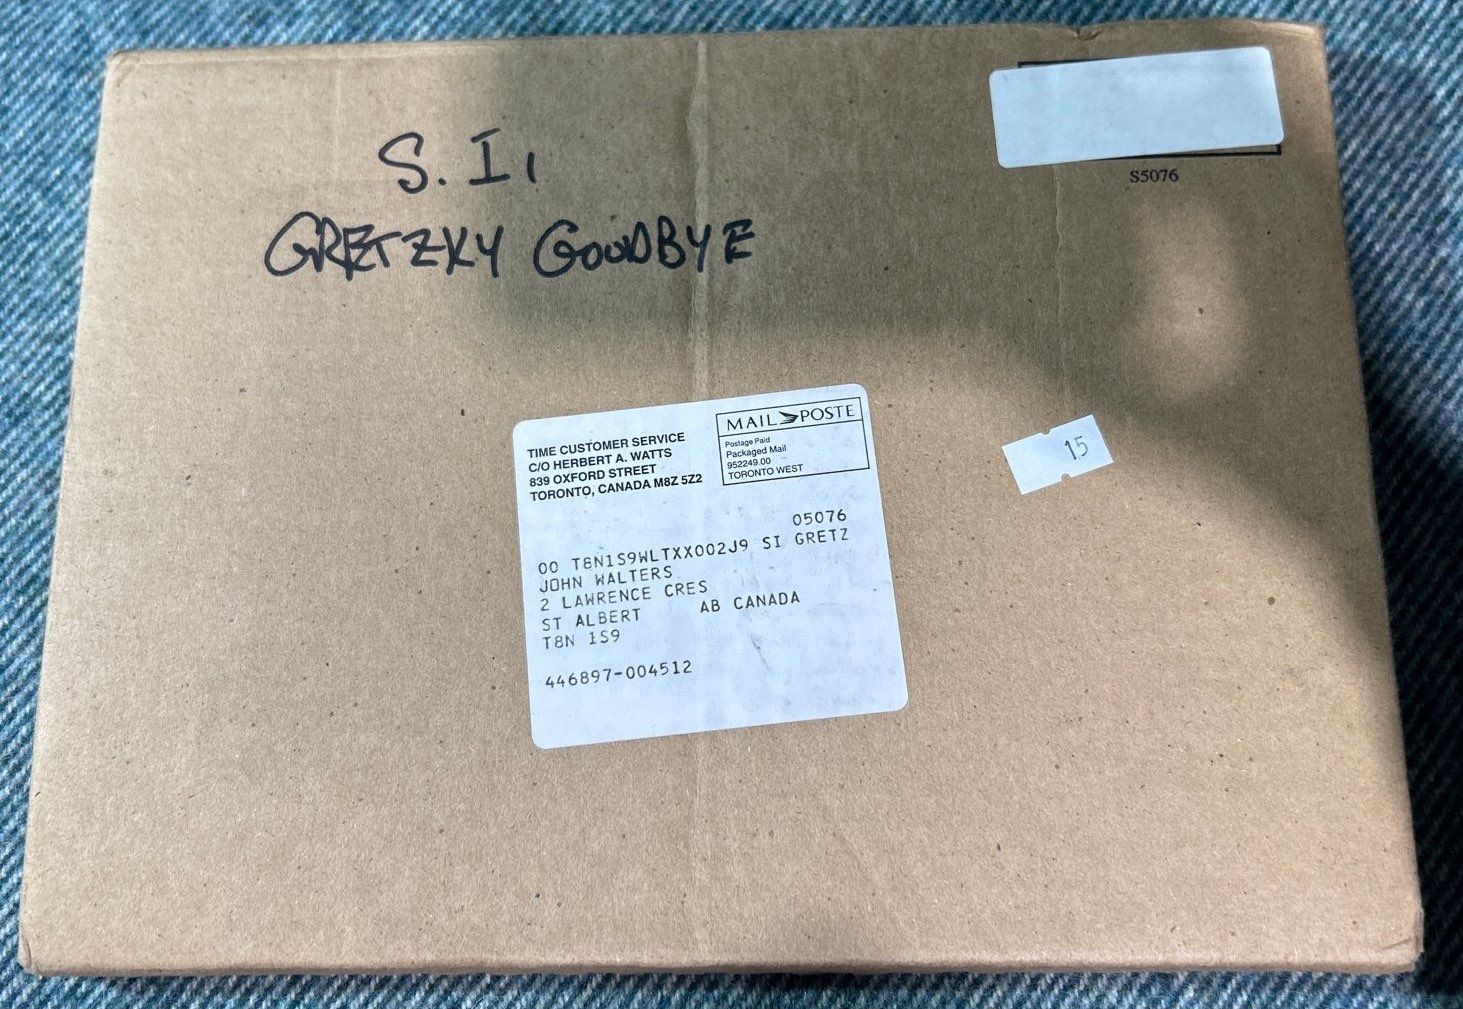 S. I.
GRETZKY GOODBYE
S5076
TIME CUSTOMER SERVICE
C/O HERBERT A. WATTS
839 OXFORD STREET
TORONTO, CANADA M8Z 5Z2
MAIL POSTE
Postage Paid
Packaged Mail
952249.00
TORONTO WEST
15
05076
00 T8N1S9WLTXX002J9 SI GRETZ
JOHN WALTERS
2 LAWRENCE CRES
ST ALBERT AB CANADA
T8N 1S9
446897-004512